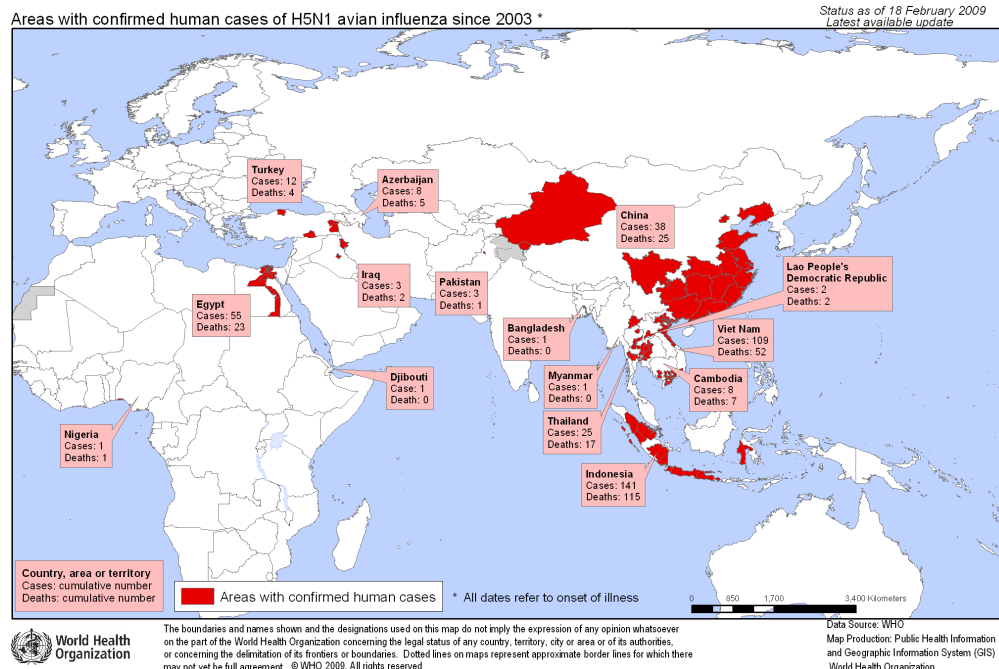 Areas with confirmed human cases of H5N1 avian influenza since 2003 *
Status as of 18 February 2009
Latest available update
Turkey
Cases: 12
Deaths: 4
Azerbaijan
Cases: 8
Deaths: 5
China
Cases: 38
Deaths: 25
Lao People's
Democratic Republic
Cases: 2
Deaths: 2
Iraq
Cases: 3
Deaths: 2
Pakistan
Cases: 3
Deaths: 1
Egypt
Cases: 55
Deaths: 23
Bangladesh
Cases: 1
Deaths: 0
Viet Nam
Cases: 109
Deaths: 52
Djibouti
Case: 1
Death: 0
Myanmar
Cases: 1
Deaths: 0
Cambodia
Cases: 8
Deaths: 7
Thailand
Cases: 25
Deaths: 17
Nigeria
Cases: 1
Deaths: 1
Indonesia
Cases: 141
Deaths: 115
Country, area or territory
Cases: cumulative number
Deaths: cumulative number
Areas with confirmed human cases
* All dates refer to onset of illness
0 850 1,700 3,400 Kilometers
World Health
Organization
The boundaries and names shown and the designations used on this map do not imply the expression of any opinion whatsoever
on the part of the World Health Organization concerning the legal status of any country, territory, city or area or of its authorities,
or concerning the delimitation of its frontiers or boundaries. Dotted lines on maps represent approximate border lines for which there
may not yet be full agreement. © WHO 2009. All rights reserved
Data Source: WHO
Map Production: Public Health Information
and Geographic Information System (GIS)
World Health Organization